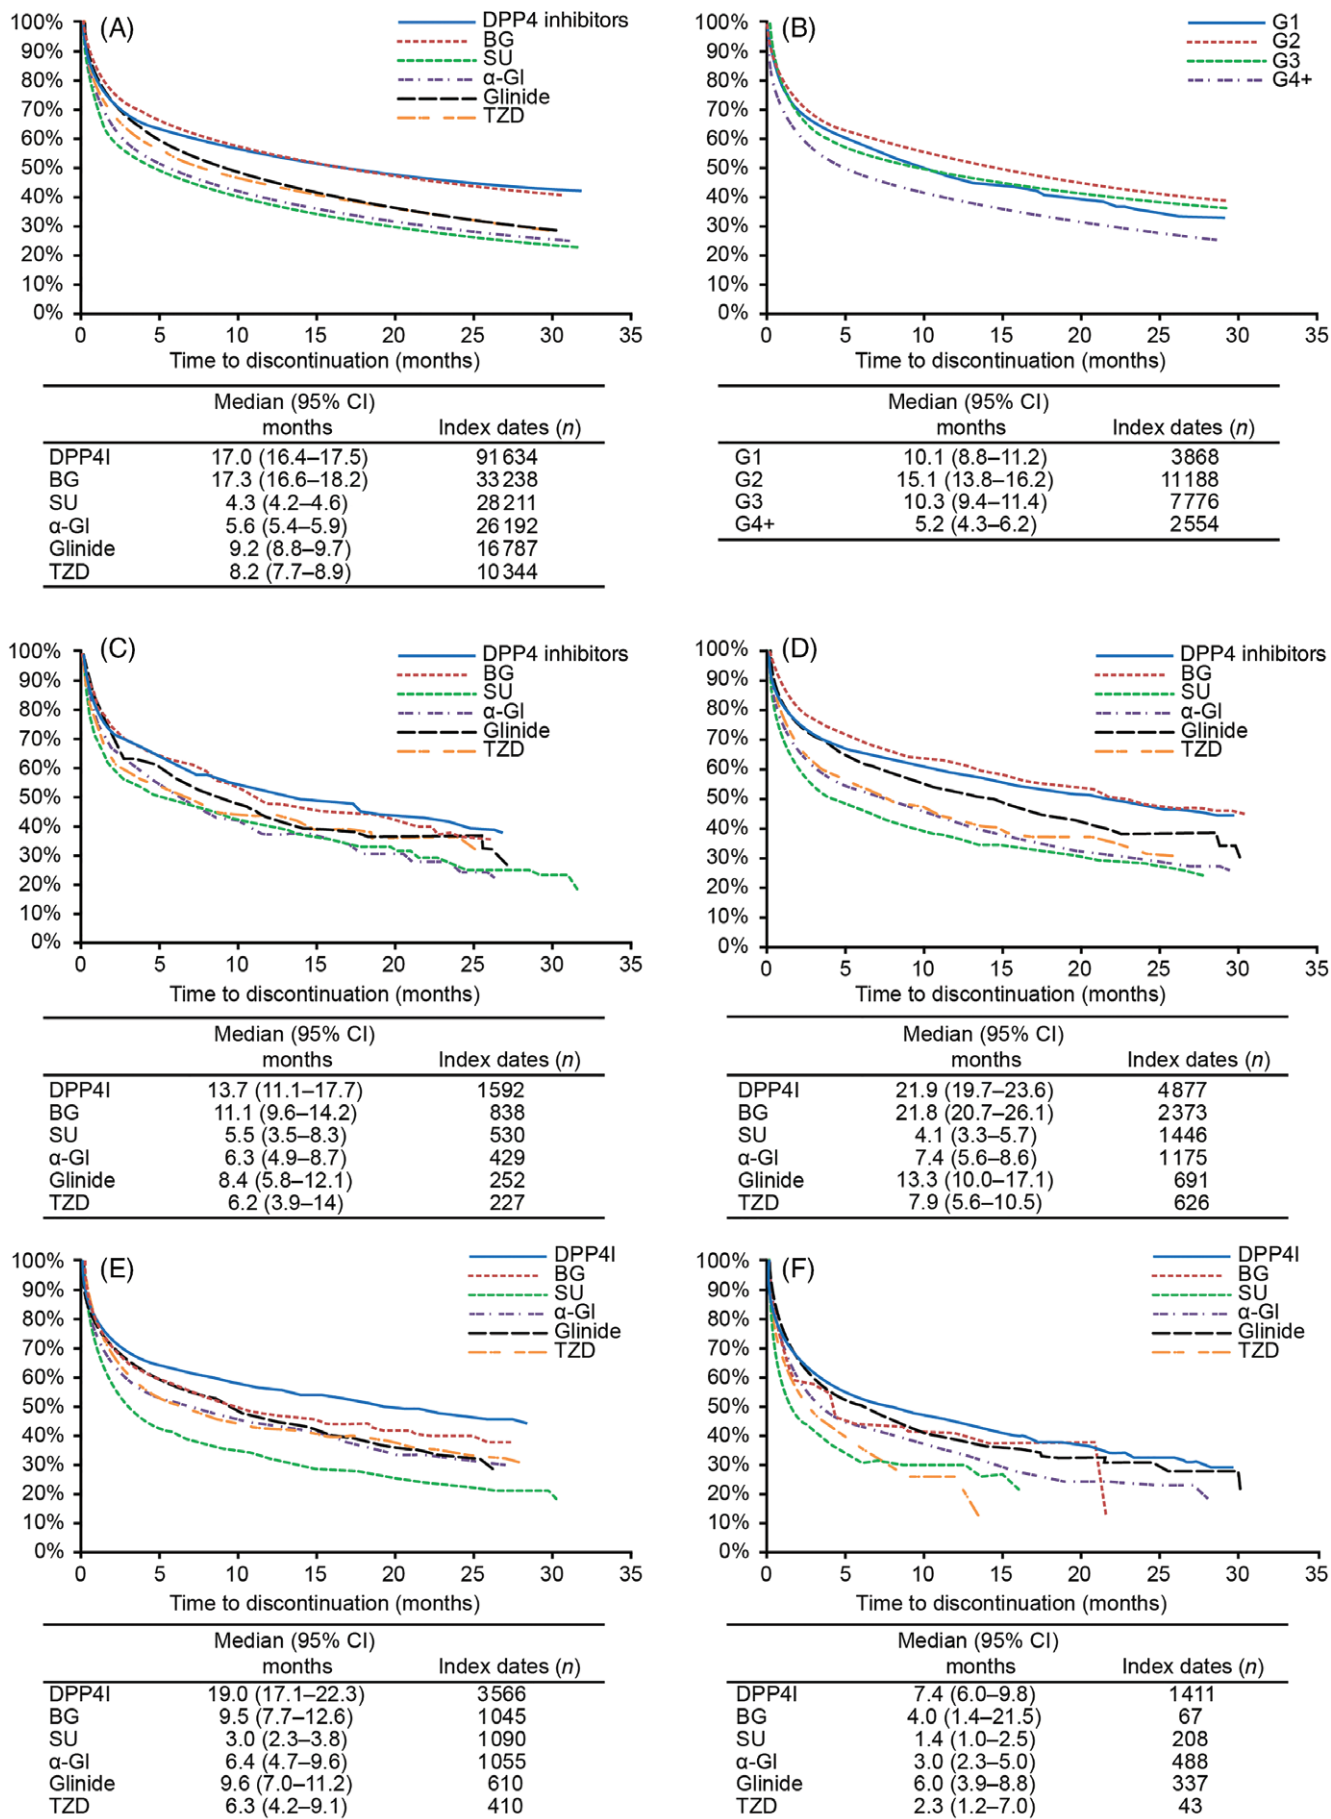 (A)
100%
90%
80%
70%
60%
50%
40%
30%
20%
10%
0%
DPP4 inhibitors
BG
SU
α-GI
Glinide
TZD
0 5 10 15 20 25 30 35
Time to discontinuation (months)
Median (95% CI)
months Index dates (n)
DPP4I 17.0 (16.4–17.5) 91 634
BG 17.3 (16.6–18.2) 33 238
SU 4.3 (4.2–4.6) 28 211
α-GI 5.6 (5.4–5.9) 26 192
Glinide 9.2 (8.8–9.7) 16 787
TZD 8.2 (7.7–8.9) 10 344
(B)
100%
90%
80%
70%
60%
50%
40%
30%
20%
10%
0%
G1
G2
G3
G4+
0 5 10 15 20 25 30 35
Time to discontinuation (months)
Median (95% CI)
months Index dates (n)
G1 10.1 (8.8–11.2) 3868
G2 15.1 (13.8–16.2) 11 188
G3 10.3 (9.4–11.4) 7776
G4+ 5.2 (4.3–6.2) 2554
(C)
100%
90%
80%
70%
60%
50%
40%
30%
20%
10%
0%
DPP4 inhibitors
BG
SU
α-GI
Glinide
TZD
0 5 10 15 20 25 30 35
Time to discontinuation (months)
Median (95% CI)
months Index dates (n)
DPP4I 13.7 (11.1–17.7) 1592
BG 11.1 (9.6–14.2) 838
SU 5.5 (3.5–8.3) 530
α-GI 6.3 (4.9–8.7) 429
Glinide 8.4 (5.8–12.1) 252
TZD 6.2 (3.9–14) 227
(D)
100%
90%
80%
70%
60%
50%
40%
30%
20%
10%
0%
DPP4 inhibitors
BG
SU
α-GI
Glinide
TZD
0 5 10 15 20 25 30 35
Time to discontinuation (months)
Median (95% CI)
months Index dates (n)
DPP4I 21.9 (19.7–23.6) 4877
BG 21.8 (20.7–26.1) 2373
SU 4.1 (3.3–5.7) 1446
α-GI 7.4 (5.6–8.6) 1175
Glinide 13.3 (10.0–17.1) 691
TZD 7.9 (5.6–10.5) 626
(E)
100%
90%
80%
70%
60%
50%
40%
30%
20%
10%
0%
DPP4I
BG
SU
α-GI
Glinide
TZD
0 5 10 15 20 25 30 35
Time to discontinuation (months)
Median (95% CI)
months Index dates (n)
DPP4I 19.0 (17.1–22.3) 3566
BG 9.5 (7.7–12.6) 1045
SU 3.0 (2.3–3.8) 1090
α-GI 6.4 (4.7–9.6) 1055
Glinide 9.6 (7.0–11.2) 610
TZD 6.3 (4.2–9.1) 410
(F)
100%
90%
80%
70%
60%
50%
40%
30%
20%
10%
0%
DPP4I
BG
SU
α-GI
Glinide
TZD
0 5 10 15 20 25 30 35
Time to discontinuation (months)
Median (95% CI)
months Index dates (n)
DPP4I 7.4 (6.0–9.8) 1411
BG 4.0 (1.4–21.5) 67
SU 1.4 (1.0–2.5) 208
α-GI 3.0 (2.3–5.0) 488
Glinide 6.0 (3.9–8.8) 337
TZD 2.3 (1.2–7.0) 43